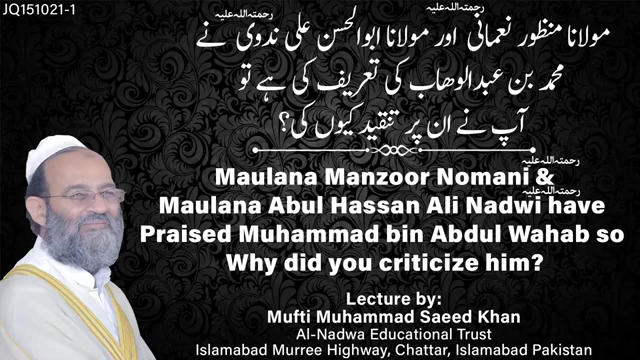 JQ151021-1
مولانا منظور نعمانی رحمتہ اللہ علیہ اور مولانا ابوالحسن علی ندوی رحمتہ اللہ علیہ نے
محمد بن عبدالوھاب کی تعریف کی ہے تو
آپ نے ان پر تنقید کیوں کی؟
Maulana Manzoor Nomani رحمتہ اللہ علیہ &
Maulana Abul Hassan Ali Nadwi رحمتہ اللہ علیہ have
Praised Muhammad bin Abdul Wahab so
Why did you criticize him?
Lecture by:
Mufti Muhammad Saeed Khan
Al-Nadwa Educational Trust
Islamabad Murree Highway, Chattar, Islamabad Pakistan